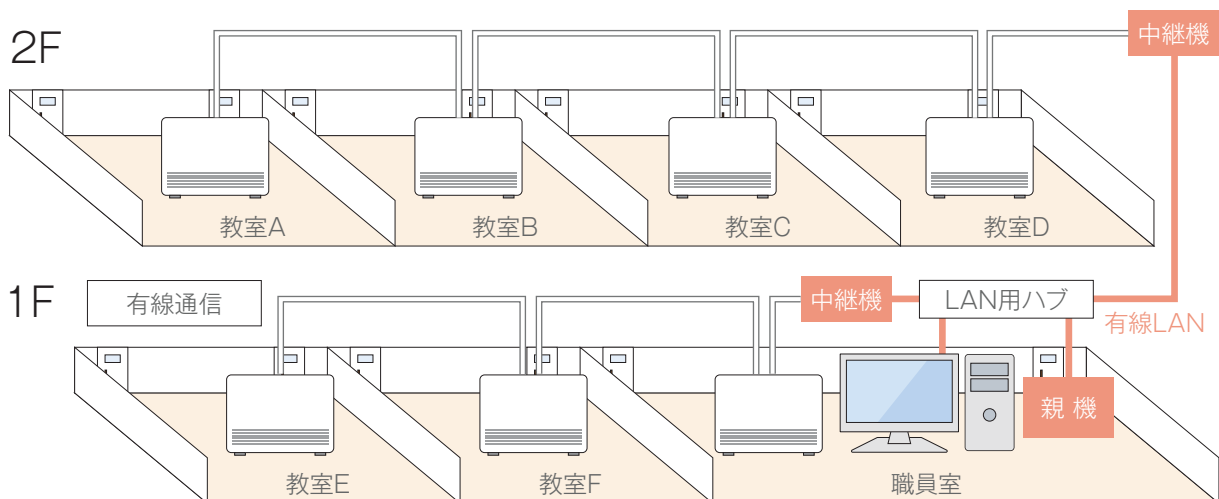 2F
中継機
教室A
教室B
教室C
教室D
1F
有線通信
中継機
LAN用ハブ
有線LAN
親機
教室E
教室F
職員室